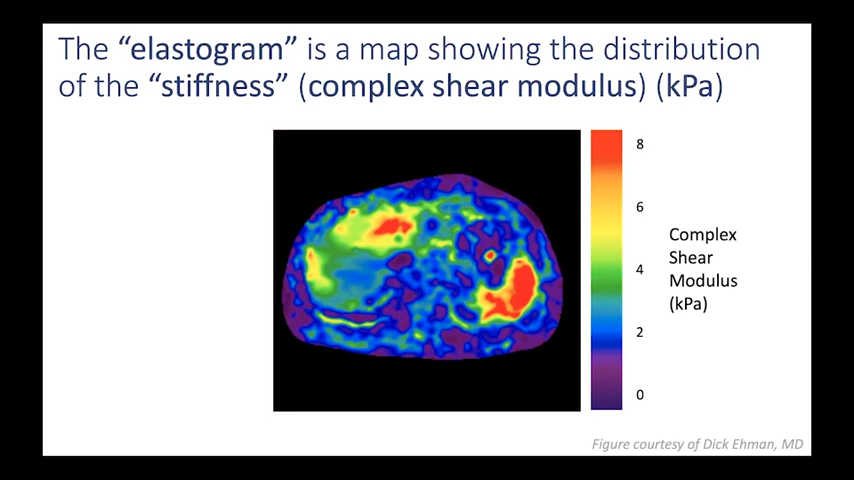 The “elastogram” is a map showing the distribution
of the “stiffness” (complex shear modulus) (kPa)
8
6
4
2
0
Complex
Shear
Modulus
(kPa)
Figure courtesy of Dick Ehman, MD